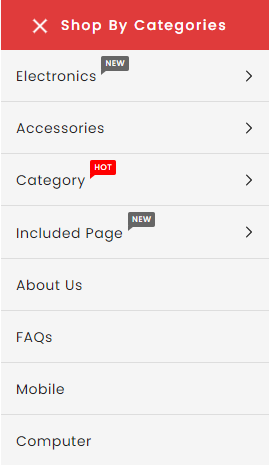 Shop By Categories
Electronics NEW
Accessories
Category HOT
Included Page NEW
About Us
FAQs
Mobile
Computer